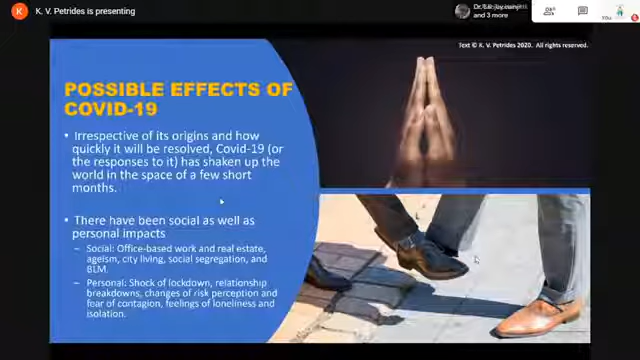 K
K. V. Petrides is presenting
and 3 more
You
Text © K. V. Petrides 2020. All rights reserved.
POSSIBLE EFFECTS OF
COVID-19
• Irrespective of its origins and how
quickly it will be resolved, Covid-19 (or
the responses to it) has shaken up the
world in the space of a few short
months.
• There have been social as well as
personal impacts
– Social: Office-based work and real estate,
ageism, city living, social segregation, and
BLM.
– Personal: Shock of lockdown, relationship
breakdowns, changes of risk perception and
fear of contagion, feelings of loneliness and
isolation.